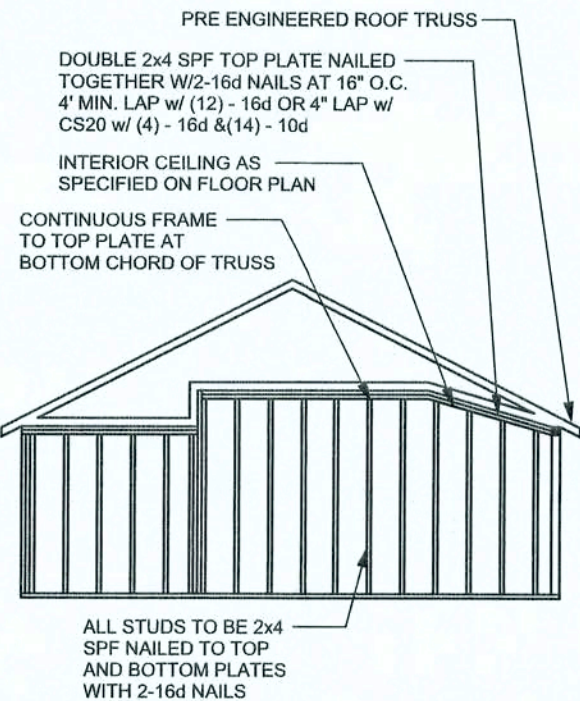 PRE ENGINEERED ROOF TRUSS
DOUBLE 2x4 SPF TOP PLATE NAILED
TOGETHER W/2-16d NAILS AT 16" O.C.
4' MIN. LAP w/ (12) - 16d OR 4" LAP w/
CS20 w/ (4) - 16d &(14) - 10d
INTERIOR CEILING AS
SPECIFIED ON FLOOR PLAN
CONTINUOUS FRAME
TO TOP PLATE AT
BOTTOM CHORD OF TRUSS
ALL STUDS TO BE 2x4
SPF NAILED TO TOP
AND BOTTOM PLATES
WITH 2-16d NAILS